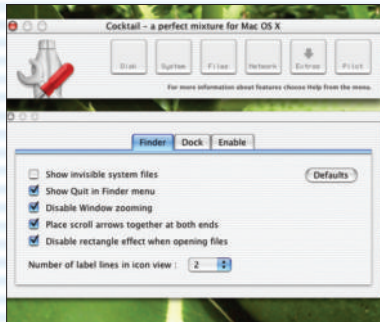 Cocktail – a perfect mixture for Mac OS X
Disk System Files Network Extras Pilot
For more information about features choose Help from the menu.
Finder Dock Enable
Show invisible system files
Defaults
Show Quit in Finder menu
Disable Window zooming
Place scroll arrows together at both ends
Disable rectangle effect when opening files
Number of label lines in icon view : 2